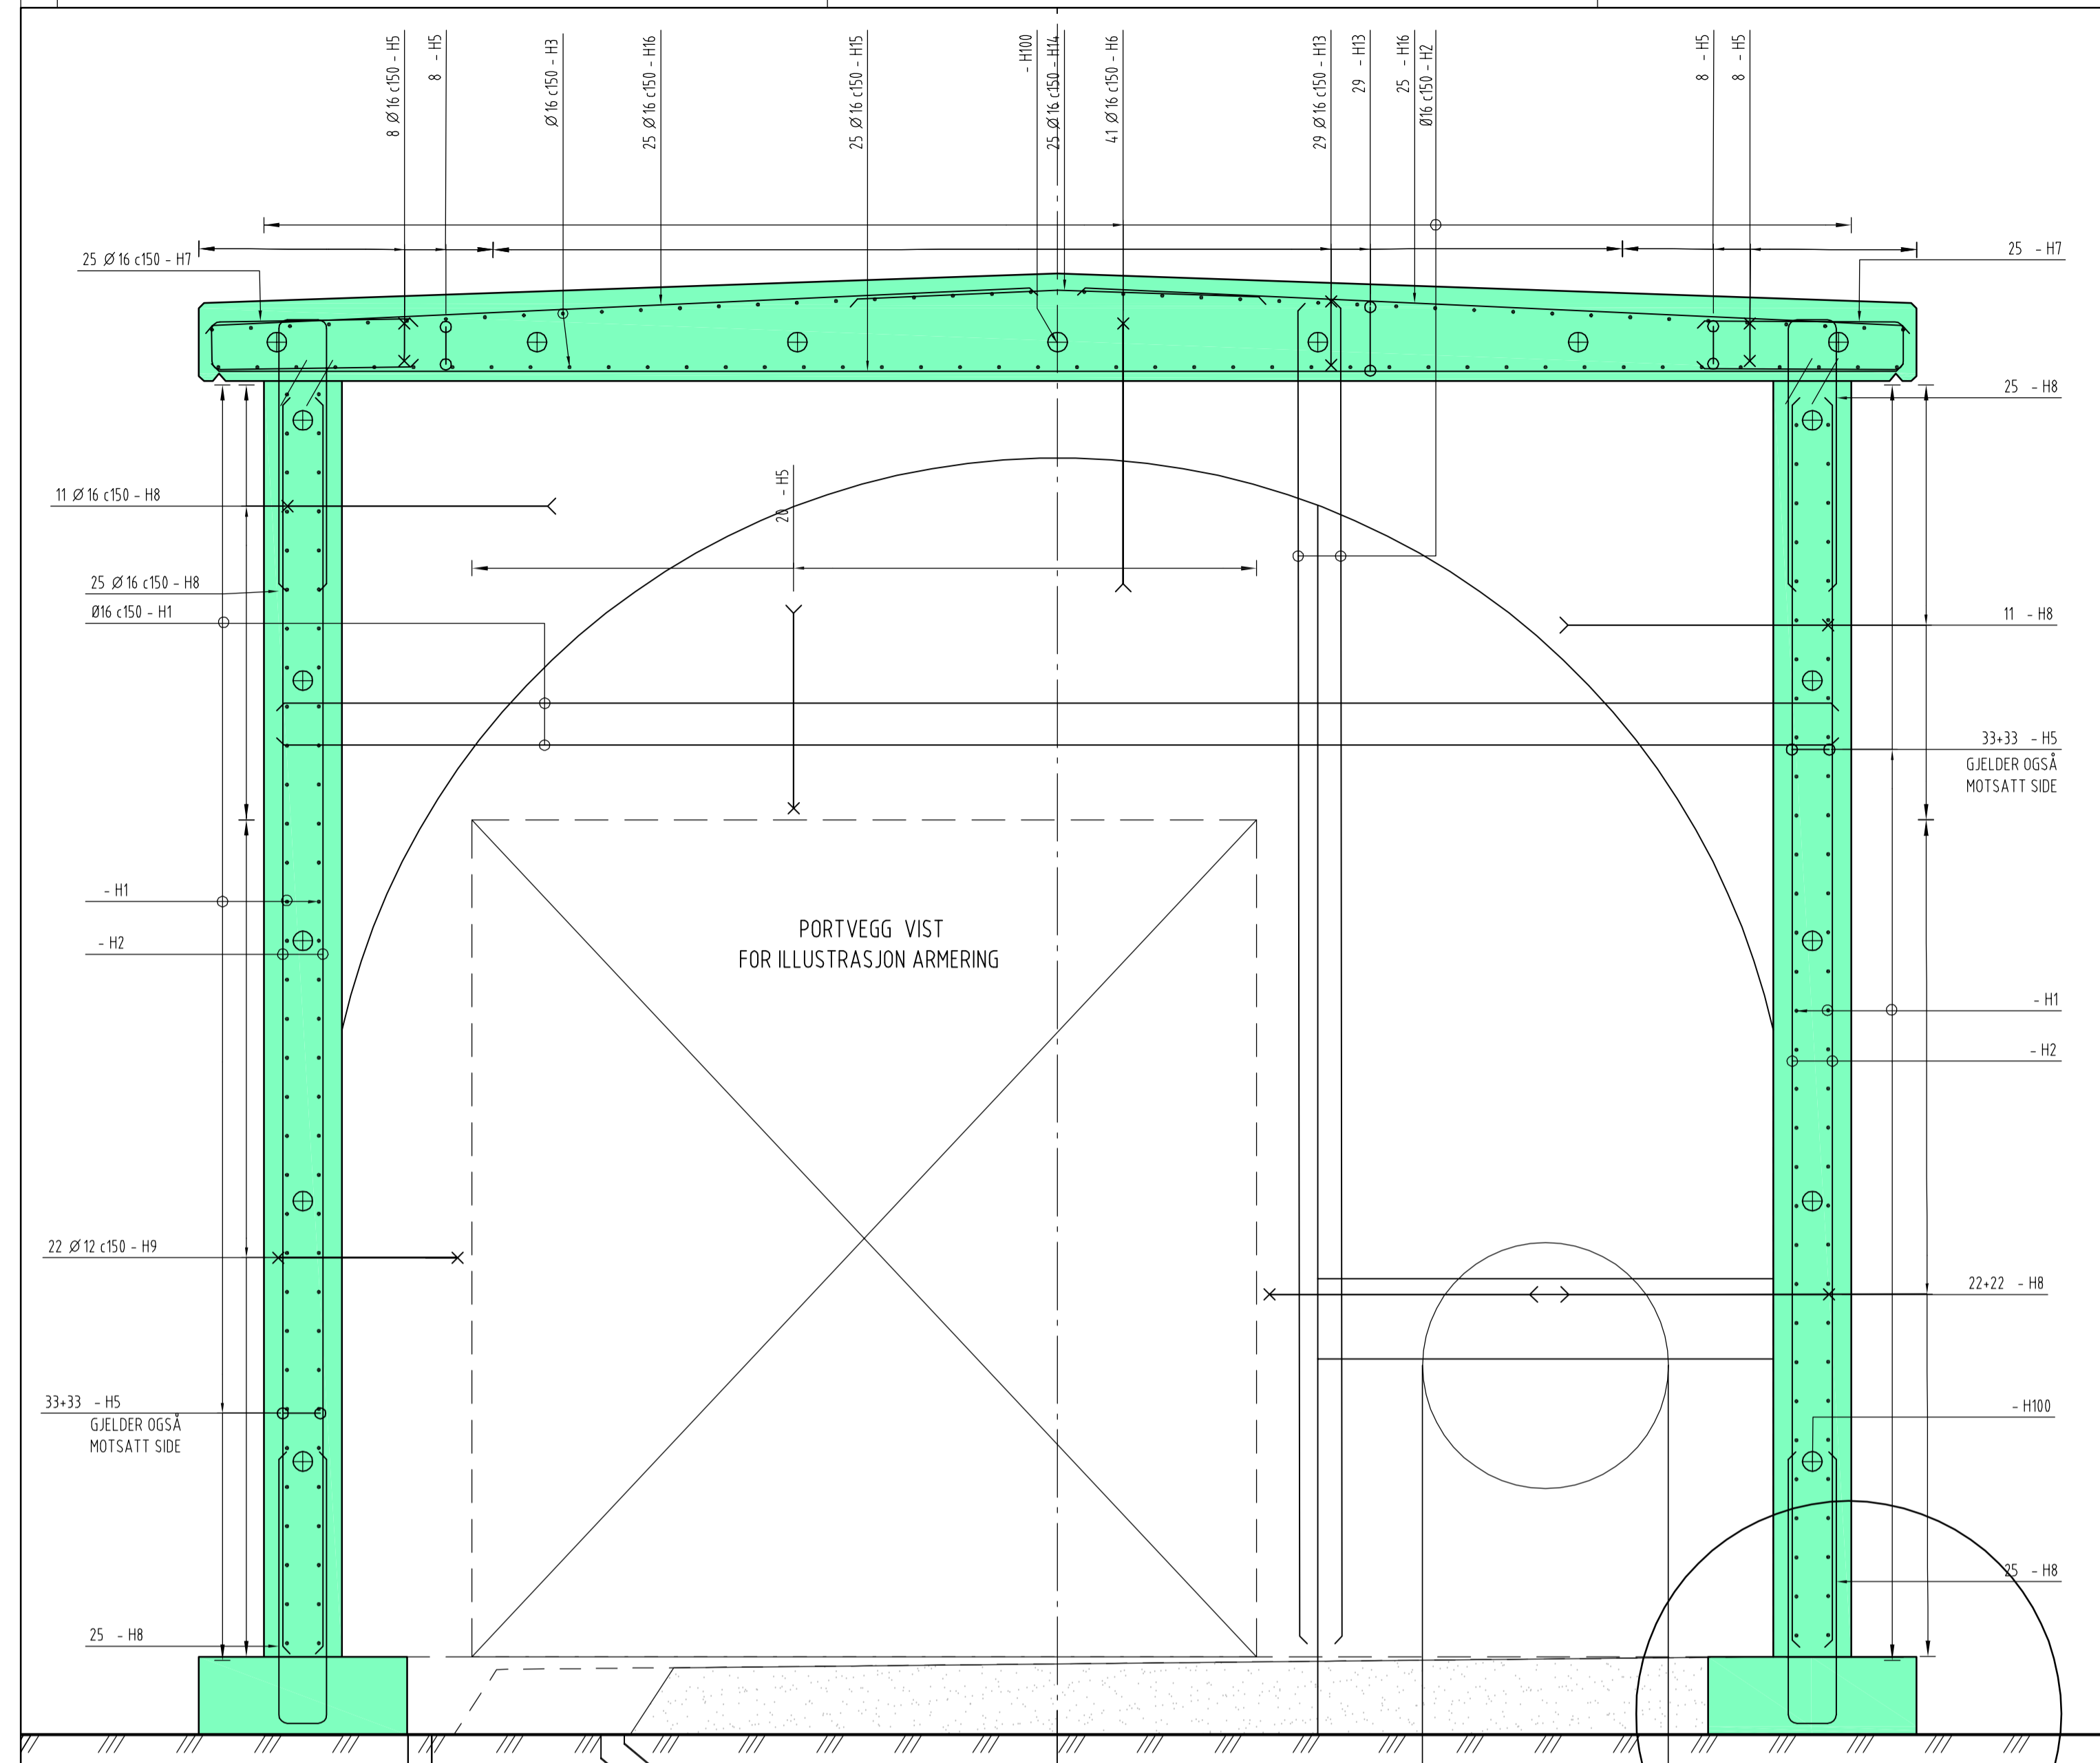 8 Ø16 c150 - H5
8 - H5
Ø16 c150 - H3
25 Ø16 c150 - H16
25 Ø16 c150 - H15
- H100
25 Ø16 c150 - H14
41 Ø16 c150 - H6
29 Ø16 c150 - H13
29 - H13
25 - H16
Ø16 c150 - H2
8 - H5
8 - H5
25 Ø16 c150 - H7
25 - H7
25 - H8
11 Ø16 c150 - H8
20 - H5
25 Ø16 c150 - H8
Ø16 c150 - H1
11 - H8
33+33 - H5
GJELDER OGSÅ
MOTSATT SIDE
- H1
- H2
PORTVEGG VIST
FOR ILLUSTRASJON ARMERING
- H1
- H2
22 Ø12 c150 - H9
22+22 - H8
33+33 - H5
GJELDER OGSÅ
MOTSATT SIDE
- H100
25 - H8
25 - H8